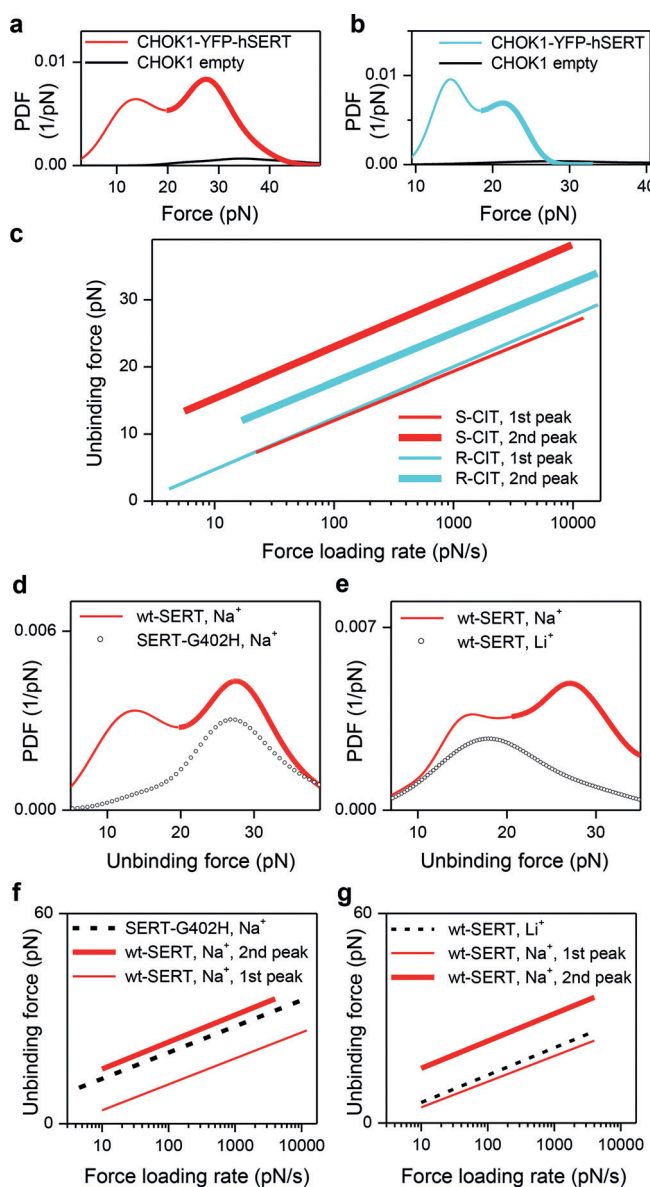 a
CHOK1-YFP-hSERT
CHOK1 empty
PDF
(1/pN)
0.01
0.00
10 20 30 40
Force (pN)
b
CHOK1-YFP-hSERT
CHOK1 empty
PDF
(1/pN)
0.01
0.00
10 20 30 40
Force (pN)
c
Unbinding force (pN)
30
20
10
0
S-CIT, 1st peak
S-CIT, 2nd peak
R-CIT, 1st peak
R-CIT, 2nd peak
10 100 1000 10000
Force loading rate (pN/s)
d
wt-SERT, Na⁺
SERT-G402H, Na⁺
PDF (1/pN)
0.006
0.000
10 20 30
Unbinding force (pN)
e
wt-SERT, Na⁺
wt-SERT, Li⁺
PDF (1/pN)
0.007
0.000
10 20 30
Unbinding force (pN)
f
SERT-G402H, Na⁺
wt-SERT, Na⁺, 2nd peak
wt-SERT, Na⁺, 1st peak
Unbinding force
(pN)
60
0
10 100 1000 10000
Force loading rate (pN/s)
g
wt-SERT, Li⁺
wt-SERT, Na⁺, 1st peak
wt-SERT, Na⁺, 2nd peak
Unbinding force
(pN)
60
0
10 100 1000 10000
Force loading rate (pN/s)